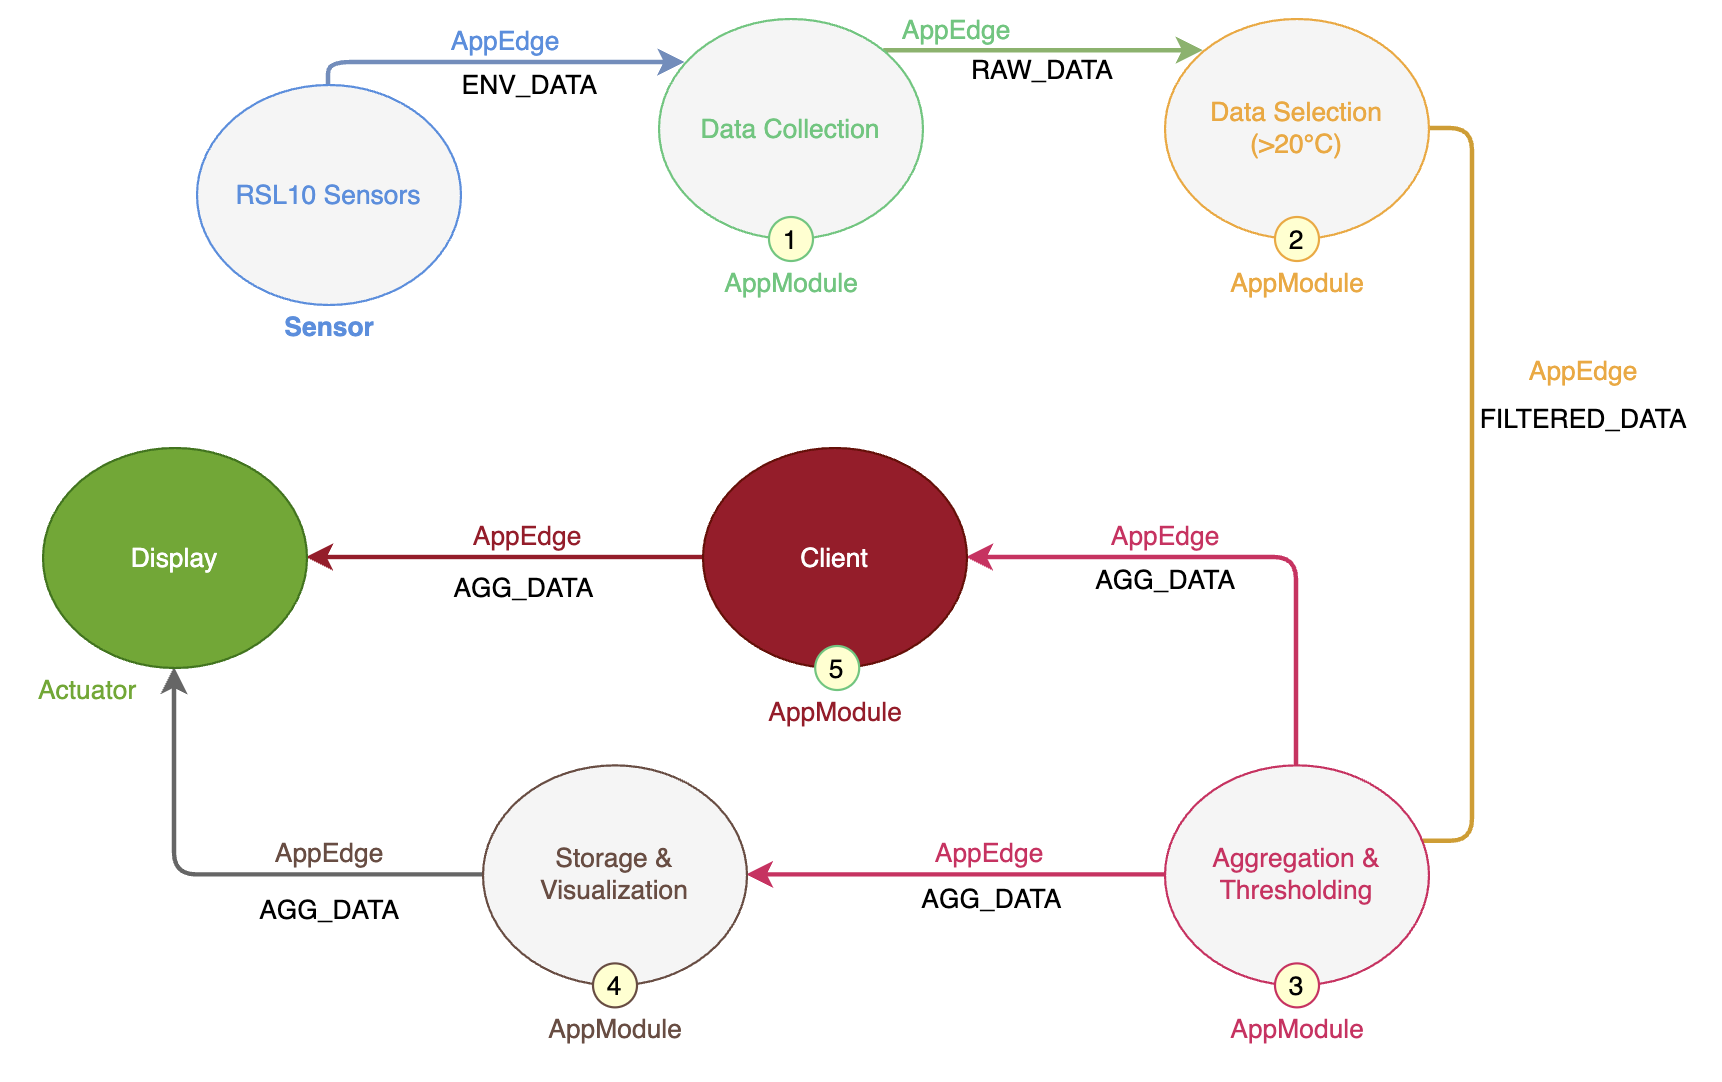 AppEdge
ENV_DATA
AppEdge
RAW_DATA
RSL10 Sensors
Sensor
Data Collection
1
AppModule
Data Selection
(>20°C)
2
AppModule
AppEdge
FILTERED_DATA
Display
Actuator
AppEdge
AGG_DATA
Client
5
AppModule
AppEdge
AGG_DATA
AppEdge
AGG_DATA
Storage &
Visualization
4
AppModule
AppEdge
AGG_DATA
Aggregation &
Thresholding
3
AppModule